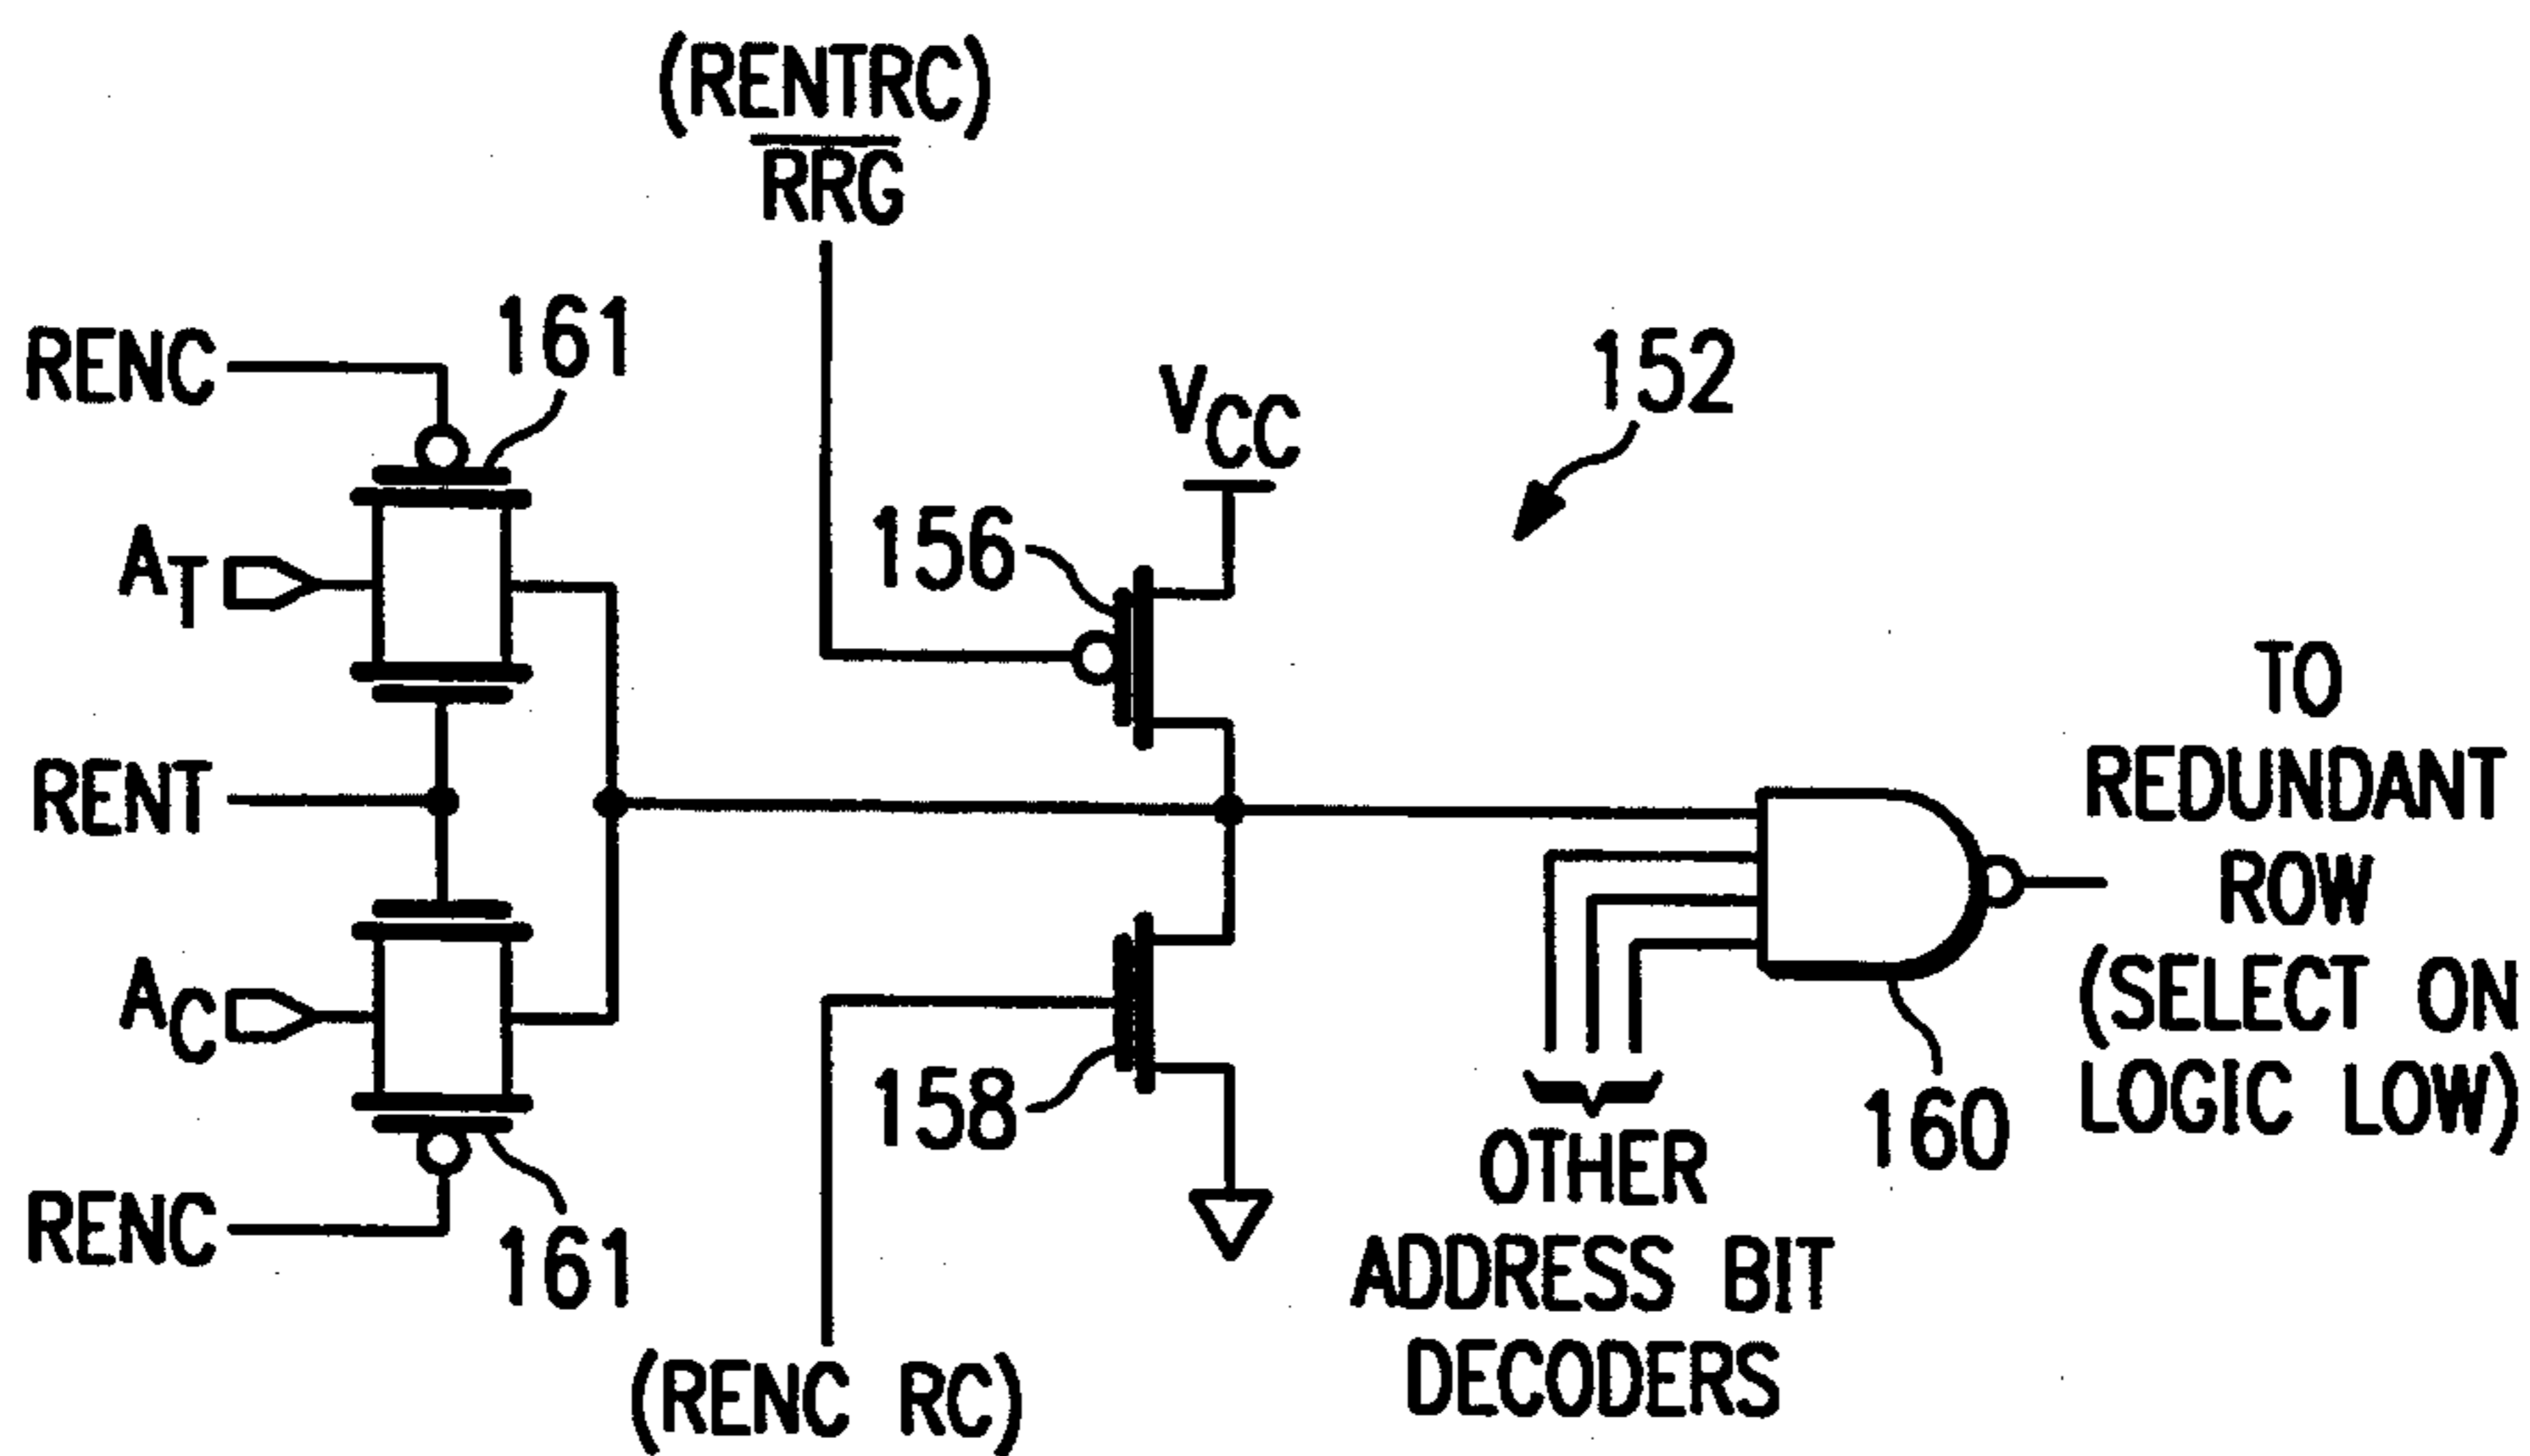 (RENTRC)
RRG
RENC
161
152
VCC
AT
156
RENT
TO
REDUNDANT
ROW
(SELECT ON
LOGIC LOW)
AC
158
160
OTHER
ADDRESS BIT
DECODERS
RENC
161
(RENC RC)